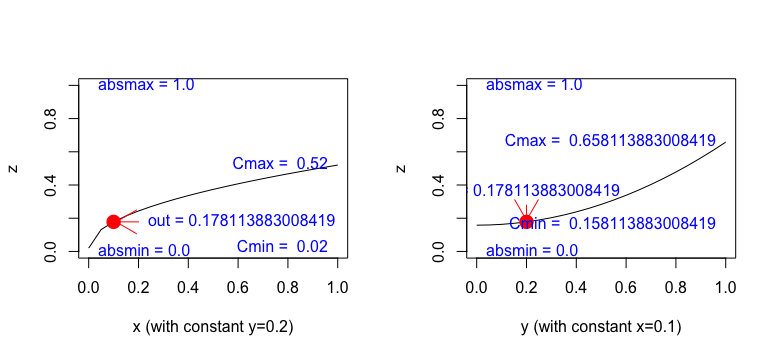 absmax = 1.0
Cmax = 0.52
out = 0.178113883008419
Cmin = 0.02
absmin = 0.0
z
0.0 0.4 0.8
0.0 0.2 0.4 0.6 0.8 1.0
x (with constant y=0.2)
absmax = 1.0
Cmax = 0.658113883008419
0.178113883008419
Cmin = 0.158113883008419
absmin = 0.0
z
0.0 0.4 0.8
0.0 0.2 0.4 0.6 0.8 1.0
y (with constant x=0.1)